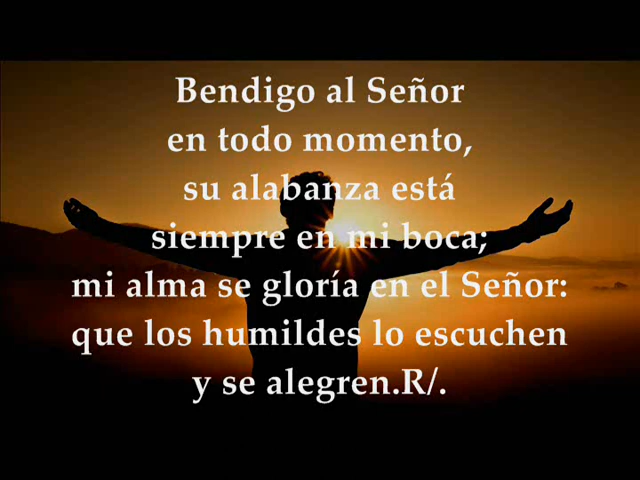 Bendigo al Señor
en todo momento,
su alabanza está
siempre en mi boca;
mi alma se gloría en el Señor:
que los humildes lo escuchen
y se alegren.R/.